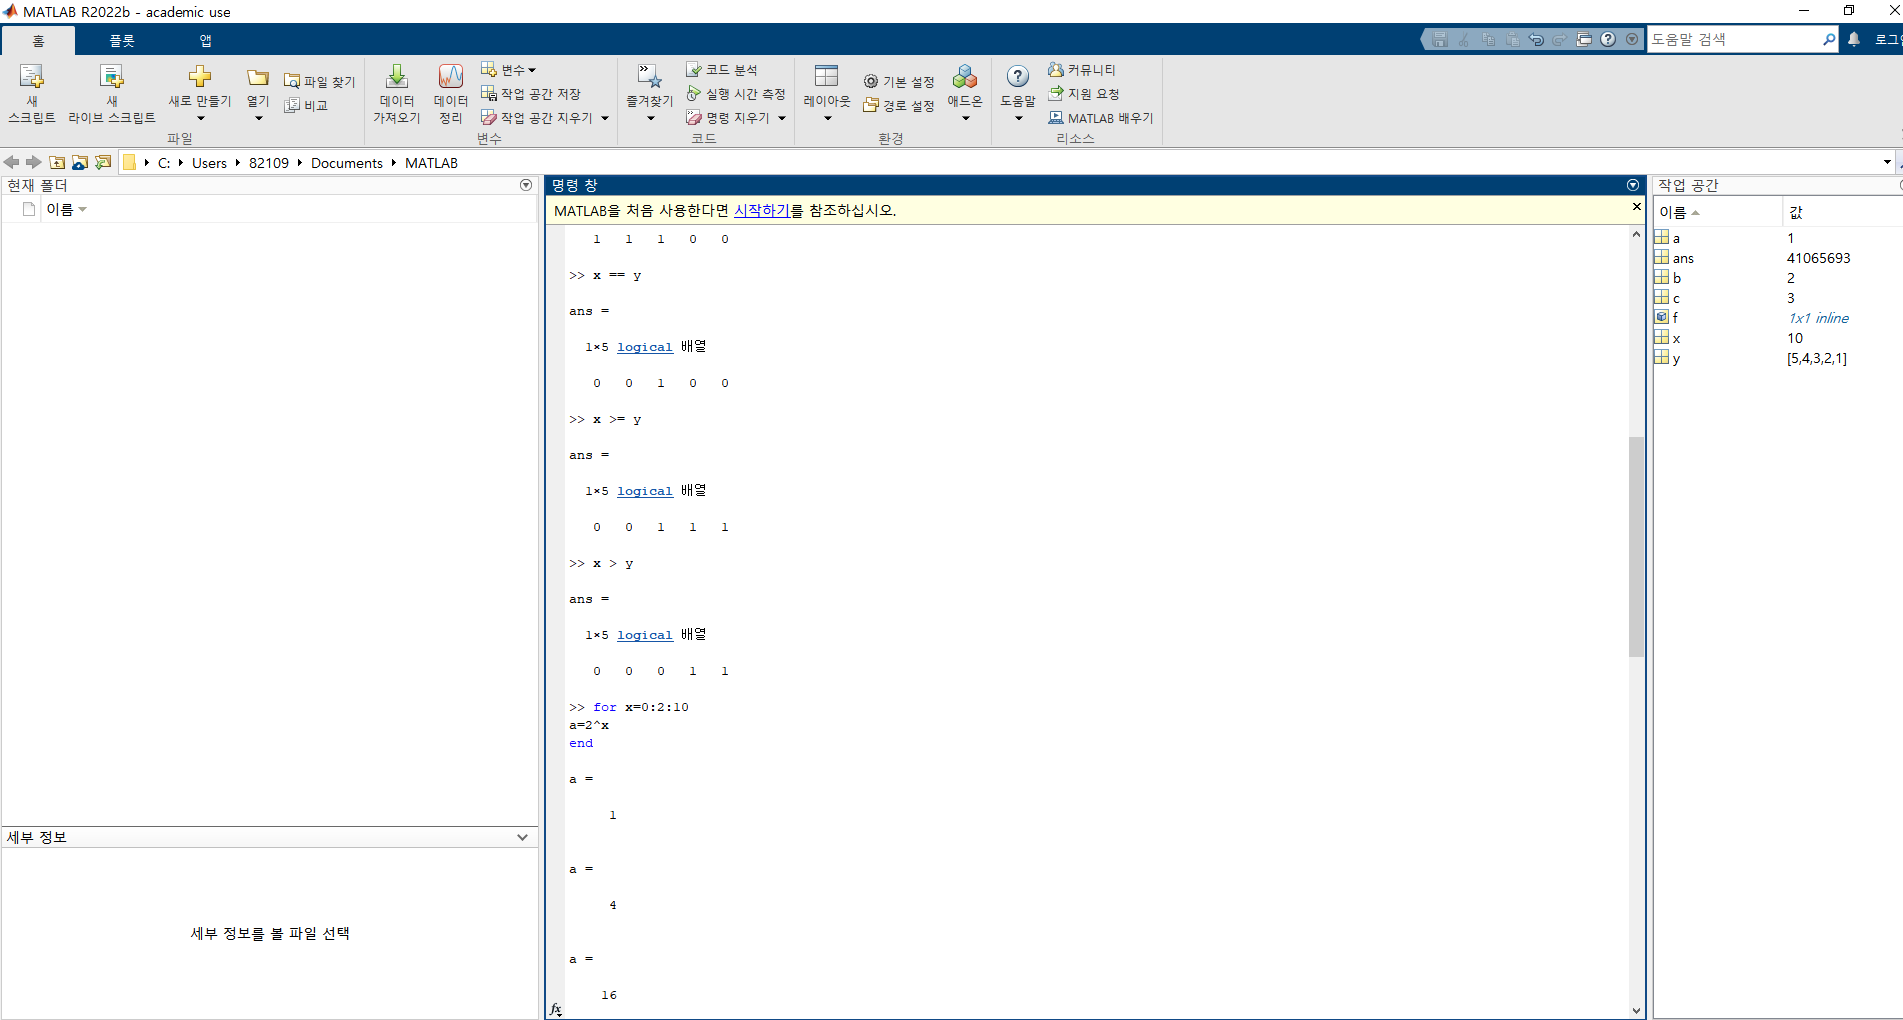 MATLAB R2022b - academic use
홈 플롯 앱
도움말 검색
새 스크립트
새 라이브 스크립트
새로 만들기
열기
파일 찾기
비교
파일
데이터 가져오기
데이터 정리
변수
작업 공간 저장
작업 공간 지우기
변수
즐겨찾기
코드 분석
실행 시간 측정
명령 지우기
코드
레이아웃
기본 설정
경로 설정
애드온
환경
도움말
커뮤니티
지원 요청
MATLAB 배우기
리소스
C: Users 82109 Documents MATLAB
현재 폴더
이름
세부 정보
세부 정보를 볼 파일 선택
명령 창
MATLAB을 처음 사용한다면 시작하기를 참조하십시오.
1 1 1 0 0
>> x == y
ans =
1×5 logical 배열
0 0 1 0 0
>> x >= y
ans =
1×5 logical 배열
0 0 1 1 1
>> x > y
ans =
1×5 logical 배열
0 0 0 1 1
>> for x=0:2:10
a=2^x
end
a =
1
a =
4
a =
16
fx
작업 공간
이름 값
a 1
ans 41065693
b 2
c 3
f 1x1 inline
x 10
y [5,4,3,2,1]